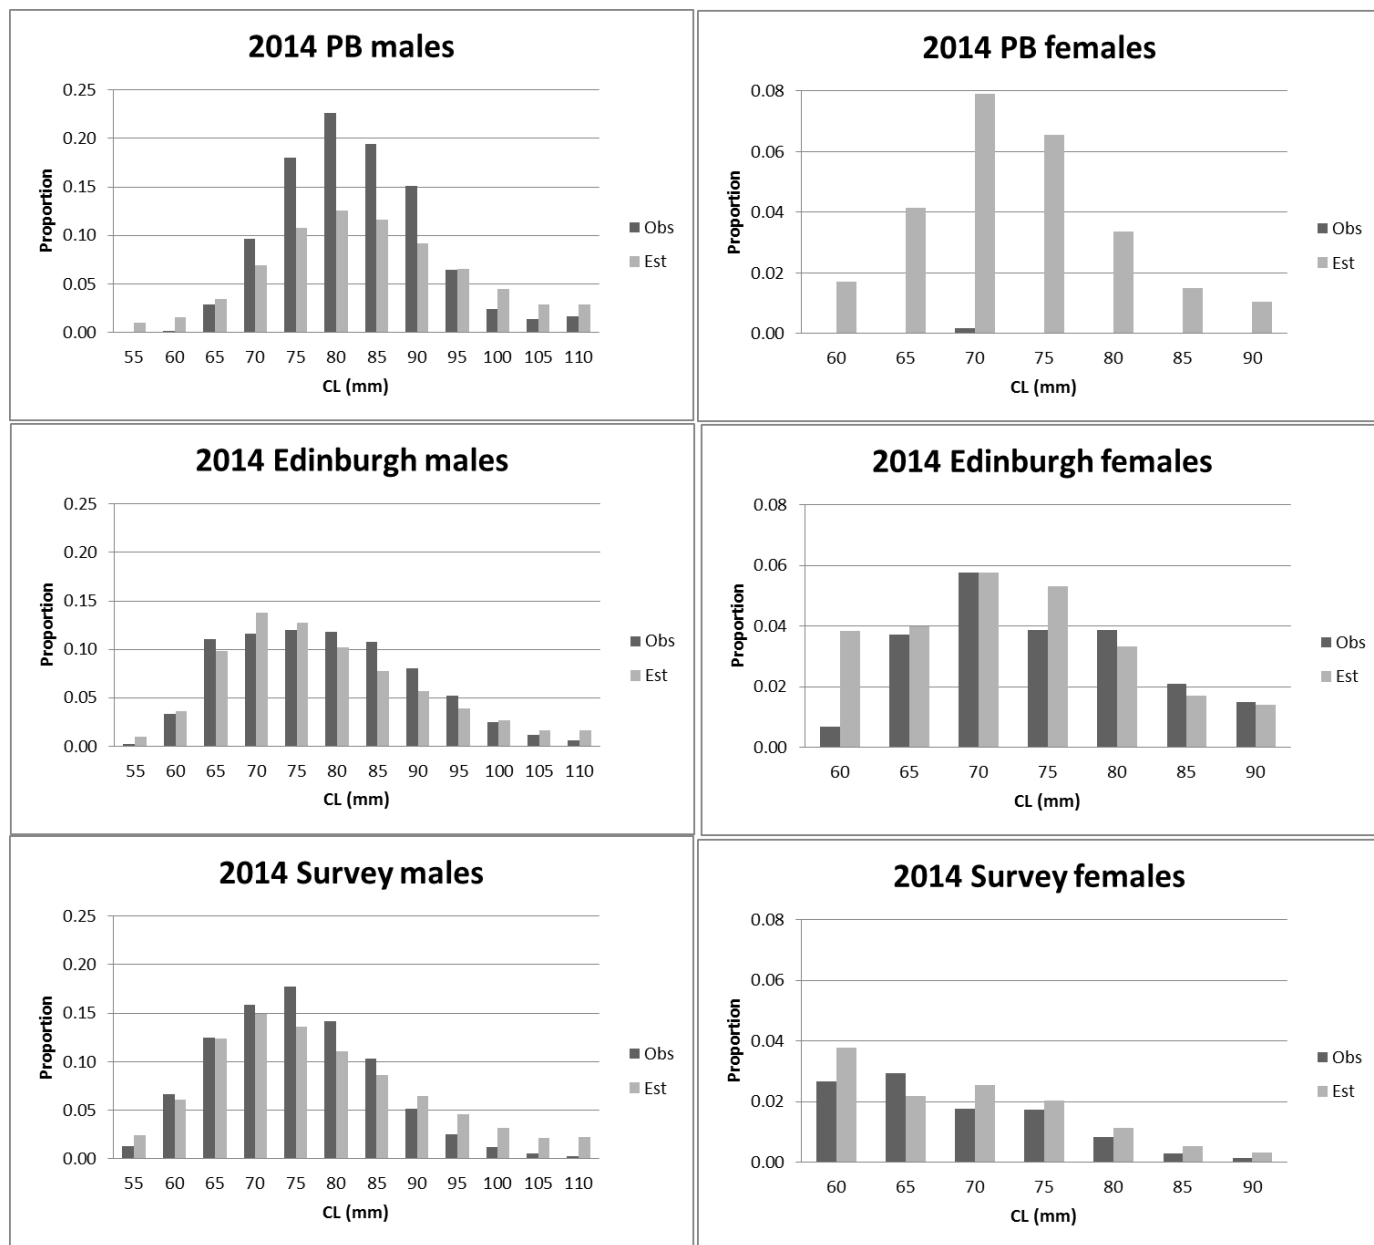 2014 PB males
0.25
0.20
0.15
0.10
0.05
0.00
Proportion
55 60 65 70 75 80 85 90 95 100 105 110
CL (mm)
Obs
Est
2014 PB females
0.08
0.06
0.04
0.02
0.00
Proportion
60 65 70 75 80 85 90
CL (mm)
Obs
Est
2014 Edinburgh males
0.25
0.20
0.15
0.10
0.05
0.00
Proportion
55 60 65 70 75 80 85 90 95 100 105 110
CL (mm)
Obs
Est
2014 Edinburgh females
0.08
0.06
0.04
0.02
0.00
Proportion
60 65 70 75 80 85 90
CL (mm)
Obs
Est
2014 Survey males
0.25
0.20
0.15
0.10
0.05
0.00
Proportion
55 60 65 70 75 80 85 90 95 100 105 110
CL (mm)
Obs
Est
2014 Survey females
0.08
0.06
0.04
0.02
0.00
Proportion
60 65 70 75 80 85 90
CL (mm)
Obs
Est